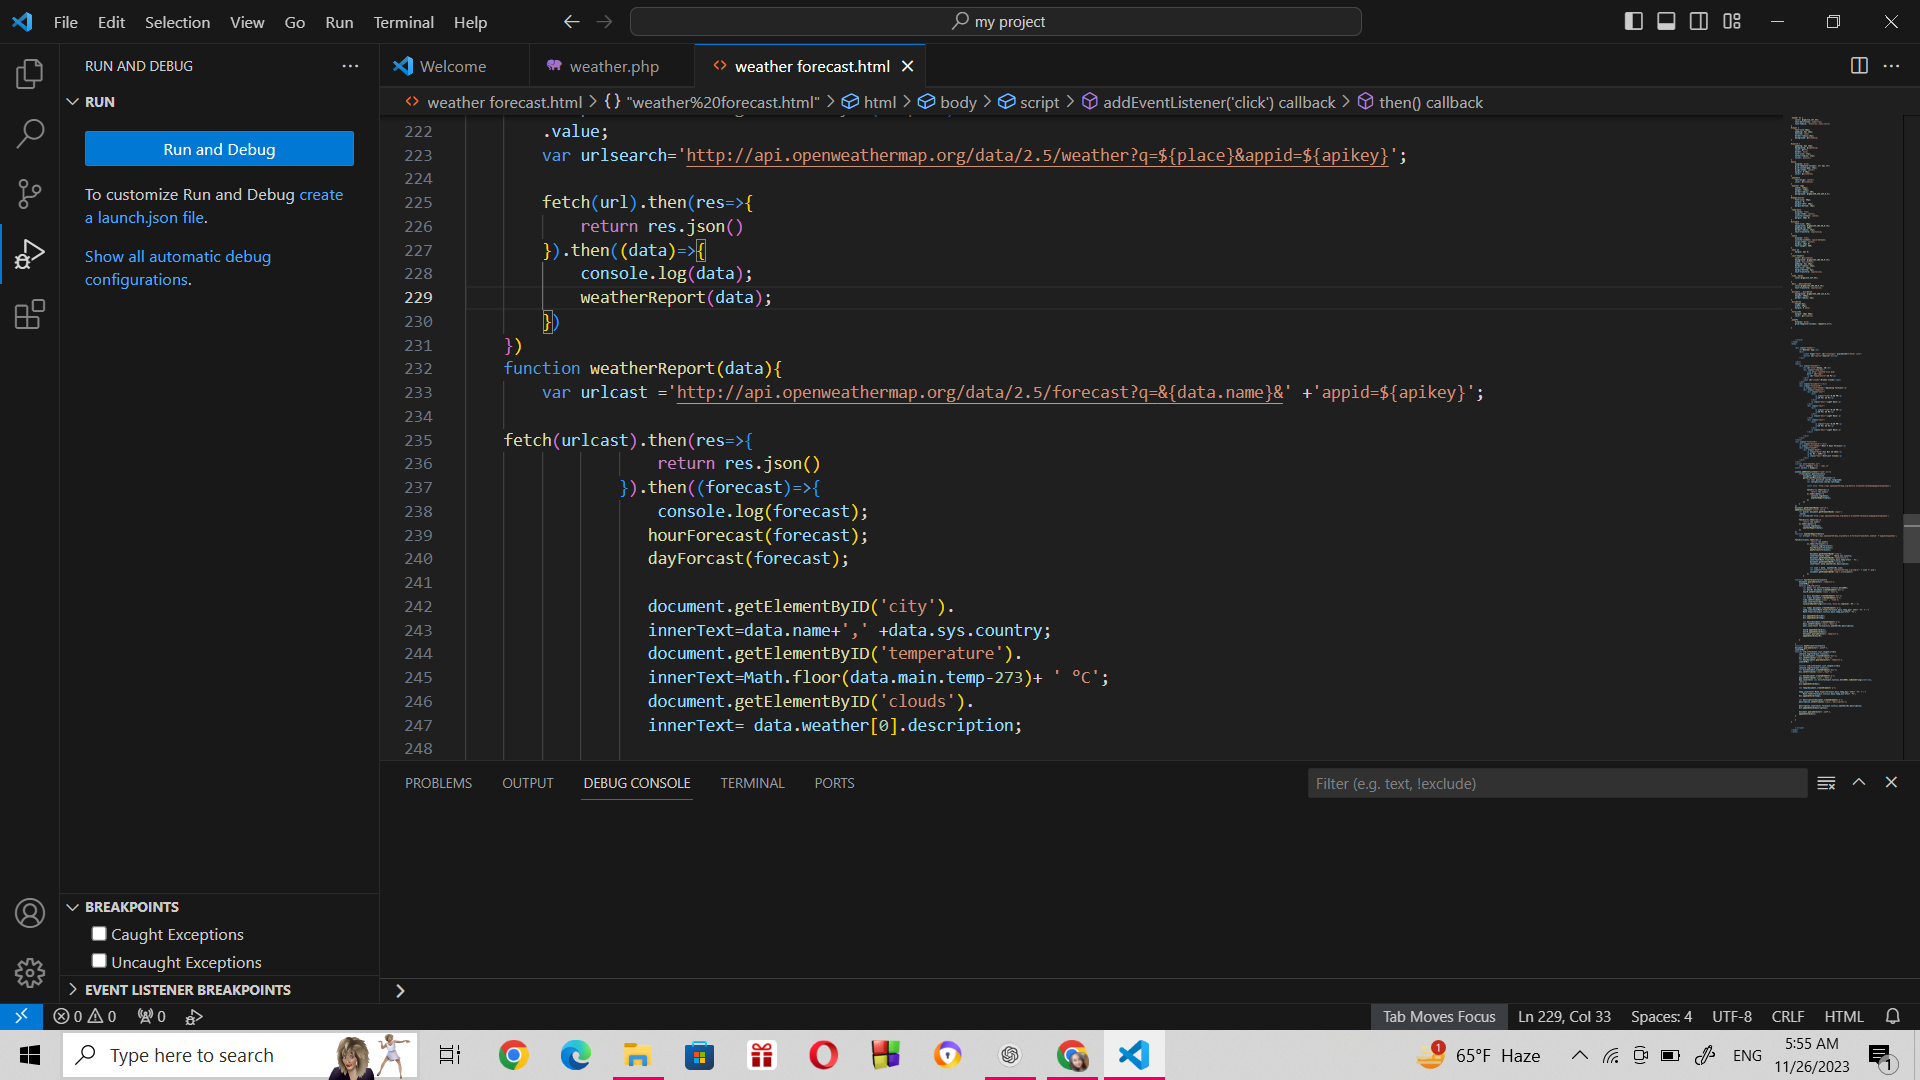 File Edit Selection View Go Run Terminal Help
my project
RUN AND DEBUG
Welcome
weather.php
weather forecast.html
RUN
weather forecast.html > {} "weather%20forecast.html" > html > body > script > addEventListener('click') callback > then() callback
Run and Debug
To customize Run and Debug create
a launch.json file.
Show all automatic debug
configurations.
222 .value;
223 var urlsearch='http://api.openweathermap.org/data/2.5/weather?q=${place}&appid=${apikey}';
224
225 fetch(url).then(res=>{
226 return res.json()
227 }).then((data)=>{
228 console.log(data);
229 weatherReport(data);
230 })
231 })
232 function weatherReport(data){
233 var urlcast ='http://api.openweathermap.org/data/2.5/forecast?q=&{data.name}&' +'appid=${apikey}';
234
235 fetch(urlcast).then(res=>{
236 return res.json()
237 }).then((forecast)=>{
238 console.log(forecast);
239 hourForecast(forecast);
240 dayForcast(forecast);
241
242 document.getElementByID('city').
243 innerText=data.name+',' +data.sys.country;
244 document.getElementByID('temperature').
245 innerText=Math.floor(data.main.temp-273)+ ' °C';
246 document.getElementByID('clouds').
247 innerText= data.weather[0].description;
248
PROBLEMS OUTPUT DEBUG CONSOLE TERMINAL PORTS
Filter (e.g. text, !exclude)
BREAKPOINTS
Caught Exceptions
Uncaught Exceptions
EVENT LISTENER BREAKPOINTS
0 0 0
Tab Moves Focus Ln 229, Col 33 Spaces: 4 UTF-8 CRLF HTML
Type here to search
1
65°F Haze
ENG
5:55 AM
11/26/2023
1